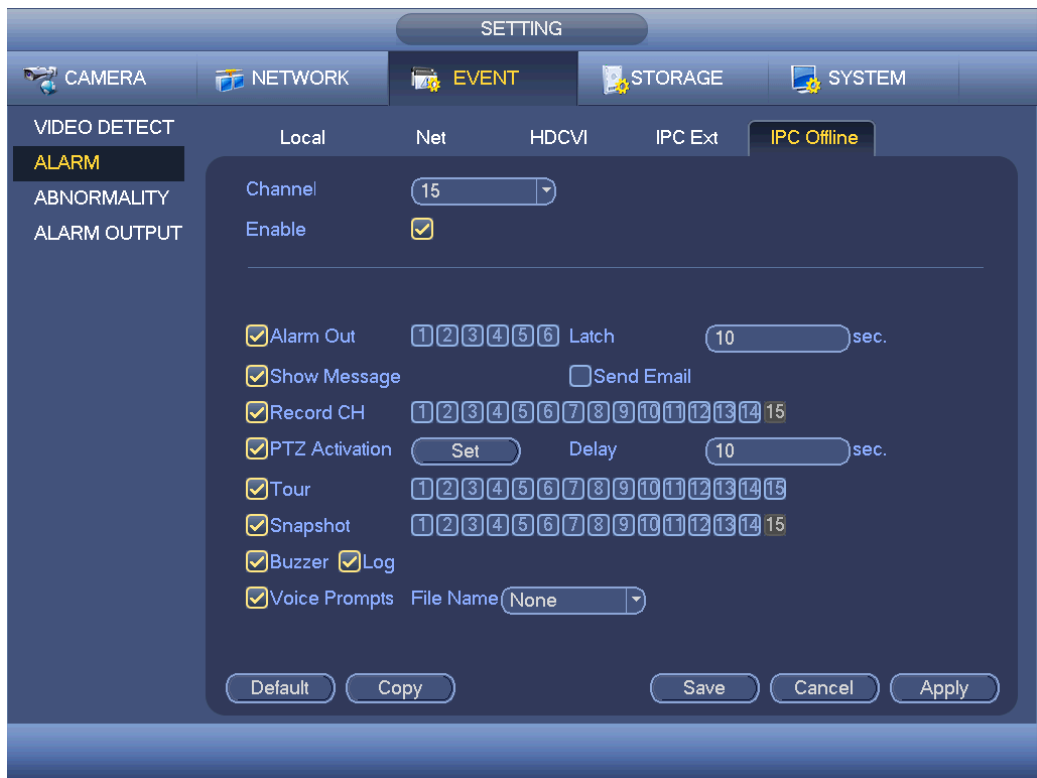 SETTING
CAMERA NETWORK EVENT STORAGE SYSTEM
VIDEO DETECT
ALARM
ABNORMALITY
ALARM OUTPUT
Local Net HDCVI IPC Ext IPC Offline
Channel 15
Enable
Alarm Out 1 2 3 4 5 6 Latch 10 sec.
Show Message Send Email
Record CH 1 2 3 4 5 6 7 8 9 10 11 12 13 14 15
PTZ Activation Set Delay 10 sec.
Tour 1 2 3 4 5 6 7 8 9 10 11 12 13 14 15
Snapshot 1 2 3 4 5 6 7 8 9 10 11 12 13 14 15
Buzzer Log
Voice Prompts File Name None
Default Copy Save Cancel Apply